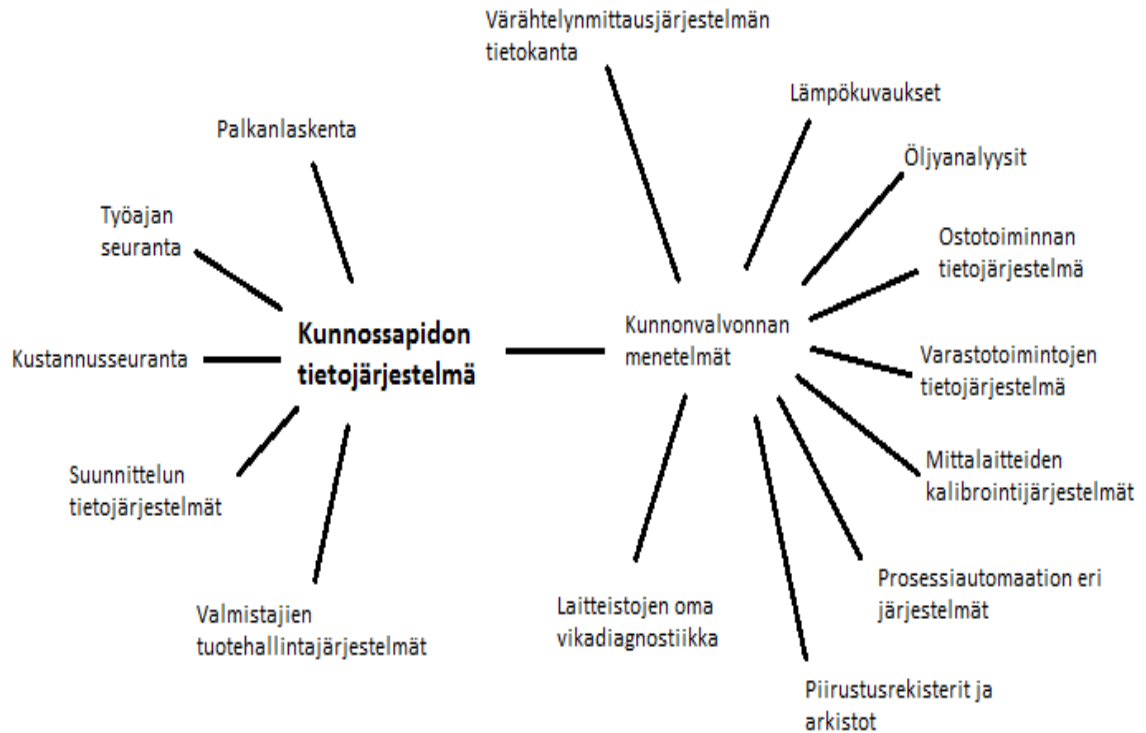 Värähtelynmittausjärjestelmän
tietokanta
Lämpökuvaukset
Palkanlaskenta
Öljyanalyysit
Työajan
seuranta
Ostotoiminnan
tietojärjestelmä
Kunnossapidon
tietojärjestelmä
Kunnonvalvonnan
menetelmät
Kustannusseuranta
Varastotoimintojen
tietojärjestelmä
Suunnittelun
tietojärjestelmät
Mittalaitteiden
kalibrointijärjestelmät
Valmistajien
tuotehallintajärjestelmät
Laitteistojen oma
vikadiagnostiikka
Prosessiautomaation eri
järjestelmät
Piirustusrekisterit ja
arkistot